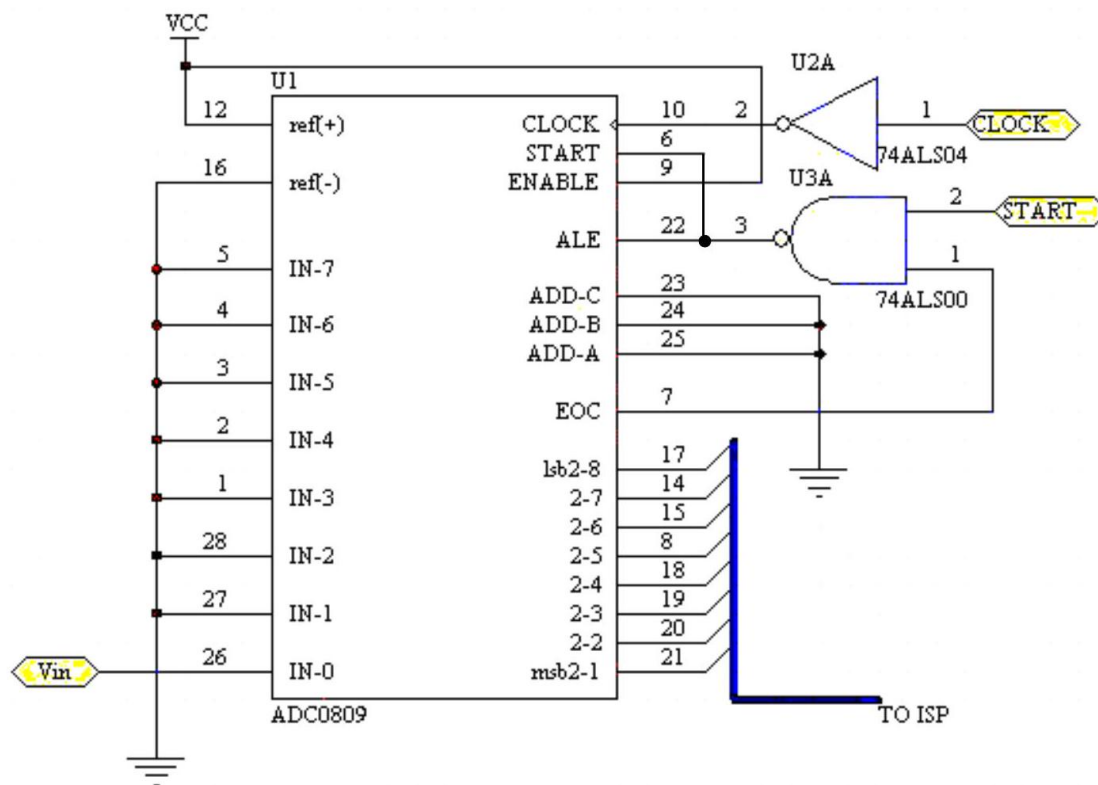 VCC
U1
U2A
12
ref(+)
CLOCK
10
2
1
CLOCK
START
6
74ALS04
16
ref(-)
ENABLE
9
U3A
2
START
ALE
22
3
1
5
IN-7
74ALS00
ADD-C
23
4
IN-6
ADD-B
24
ADD-A
25
3
IN-5
EOC
7
2
IN-4
lsb2-8
17
1
IN-3
2-7
14
2-6
15
28
IN-2
2-5
8
2-4
18
27
IN-1
2-3
19
2-2
20
Vin
26
IN-0
msb2-1
21
ADC0809
TO ISP